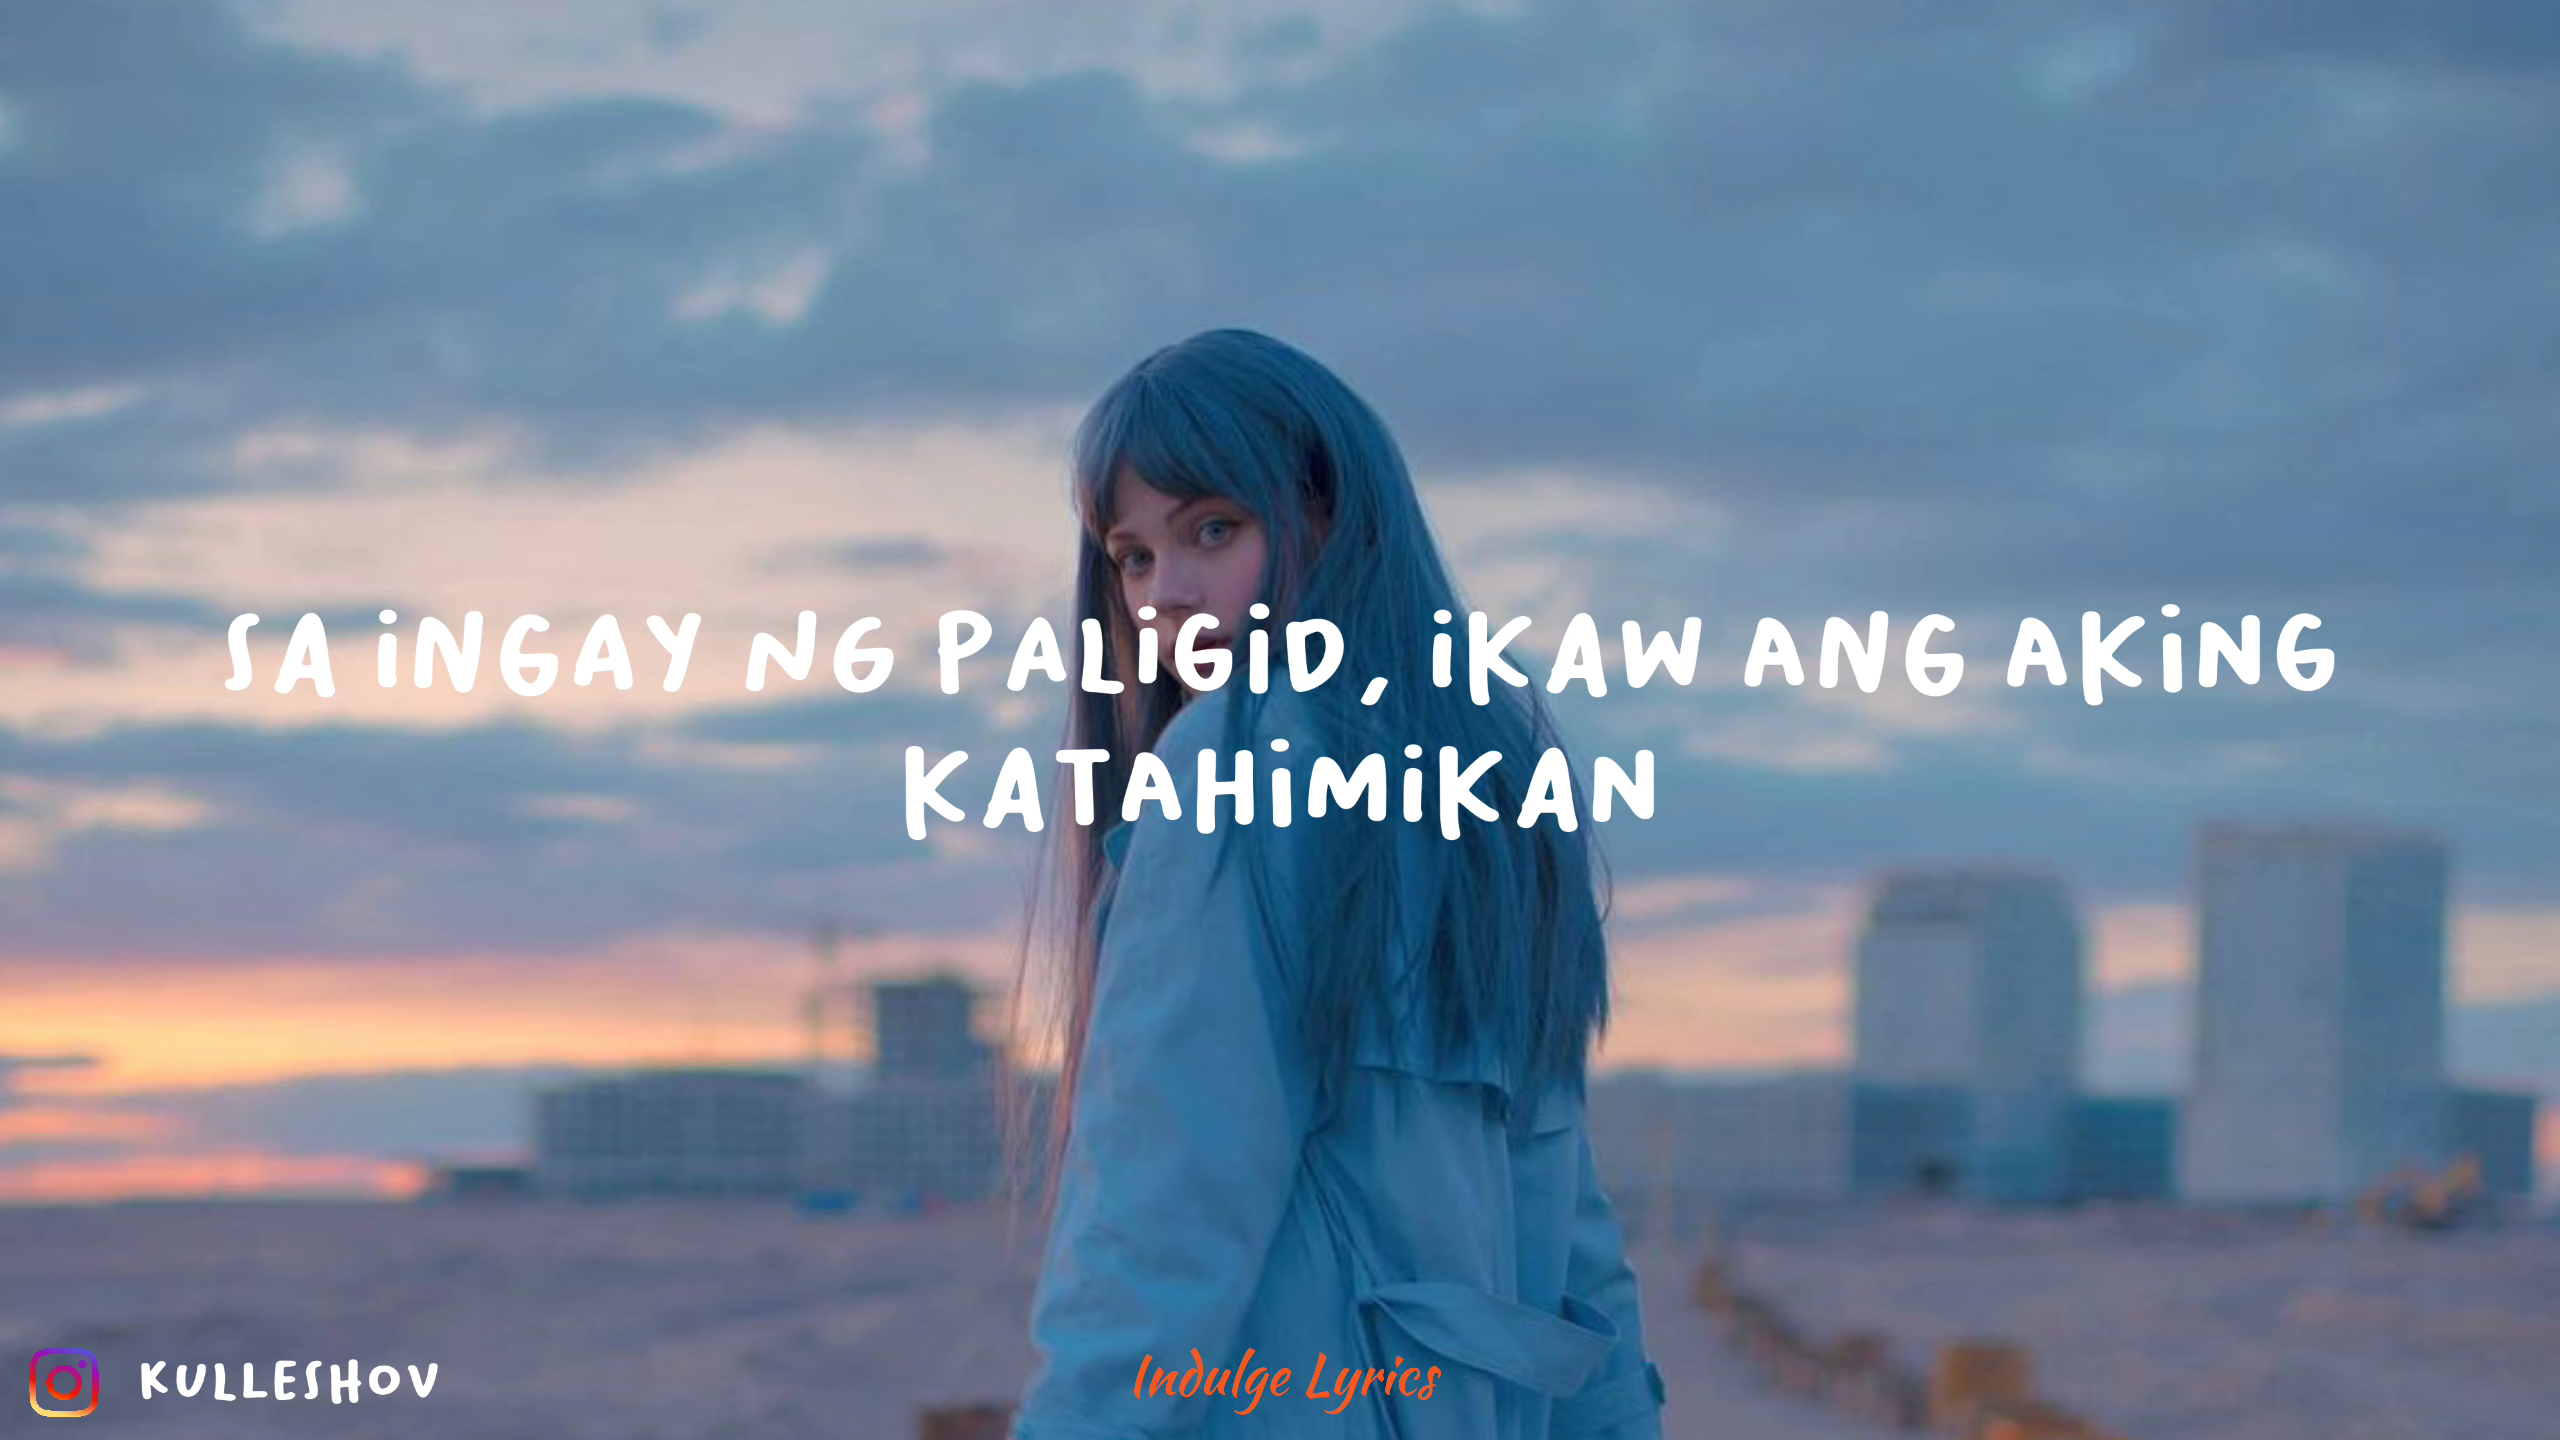 SA INGAY NG PALIGID, IKAW ANG AKING
KATAHIMIKAN
KULLESHOV
Indulge Lyrics